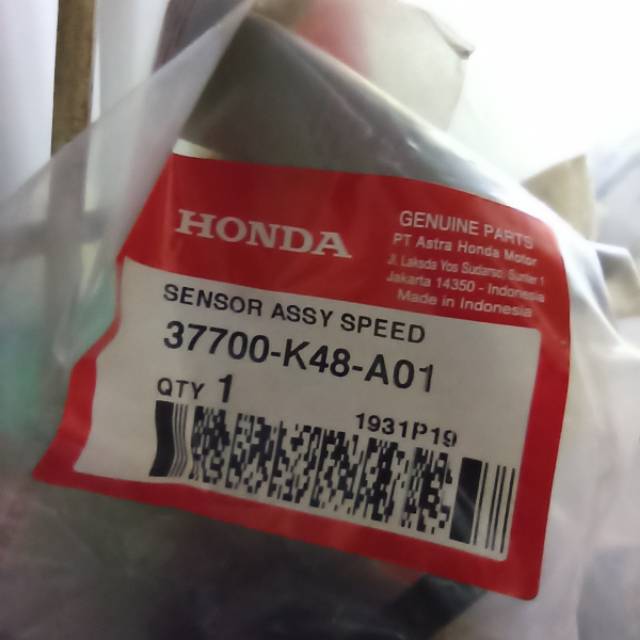 HONDA
GENUINE PARTS
PT Astra Honda Motor
Jl. Laksda Yos Sudarso, Sunter 1
Jakarta 14350 - Indonesia
Made in Indonesia
SENSOR ASSY SPEED
37700-K48-A01
QTY 1
1931P19